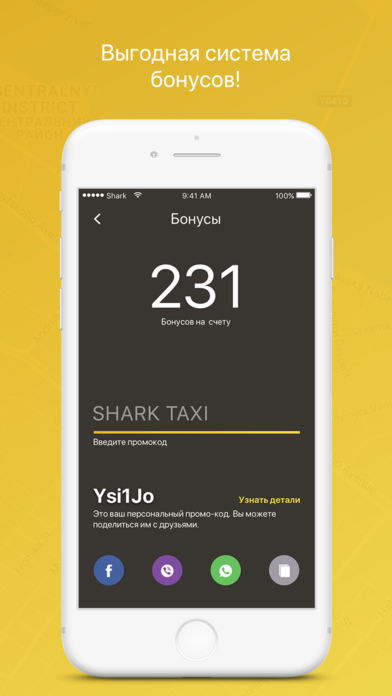 Выгодная система
бонусов!
SENTRALNYY
DISTRICT
ЦЕНТРАЛЬНЫЙ
РАЙОН
Shark 9:41 AM 100%
Бонусы
231
Бонусов на счету
SHARK TAXI
Введите промокод
Ysi1Jo Узнать детали
Это ваш персональный промо-код. Вы можете
поделиться им с друзьями.